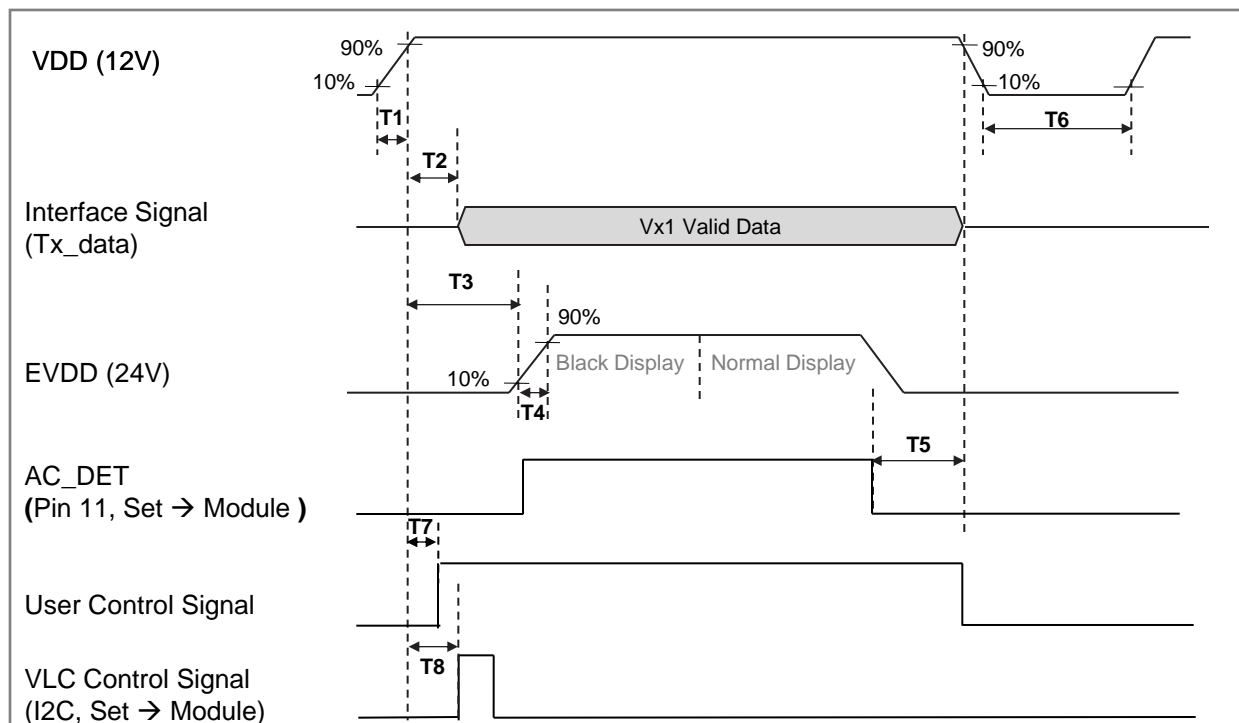 VDD (12V)
90%
10%
90%
10%
T1
T6
T2
Interface Signal
(Tx_data)
Vx1 Valid Data
T3
90%
EVDD (24V)
10%
Black Display
Normal Display
T4
T5
AC_DET
(Pin 11, Set → Module )
T7
User Control Signal
T8
VLC Control Signal
(I2C, Set → Module)